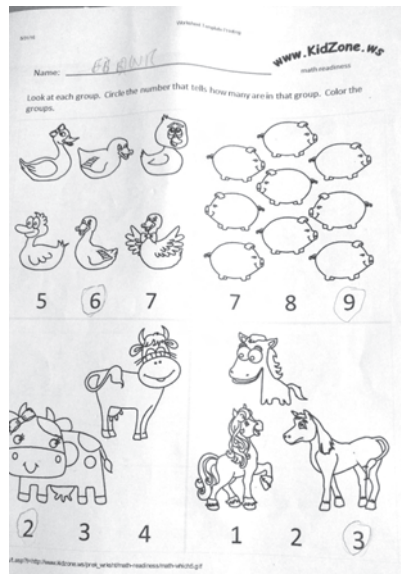 Worksheet Template Finding
www.KidZone.ws
math-readiness
Name:
Look at each group. Circle the number that tells how many are in that group. Color the
groups.
5 6 7
7 8 9
2 3 4
1 2 3